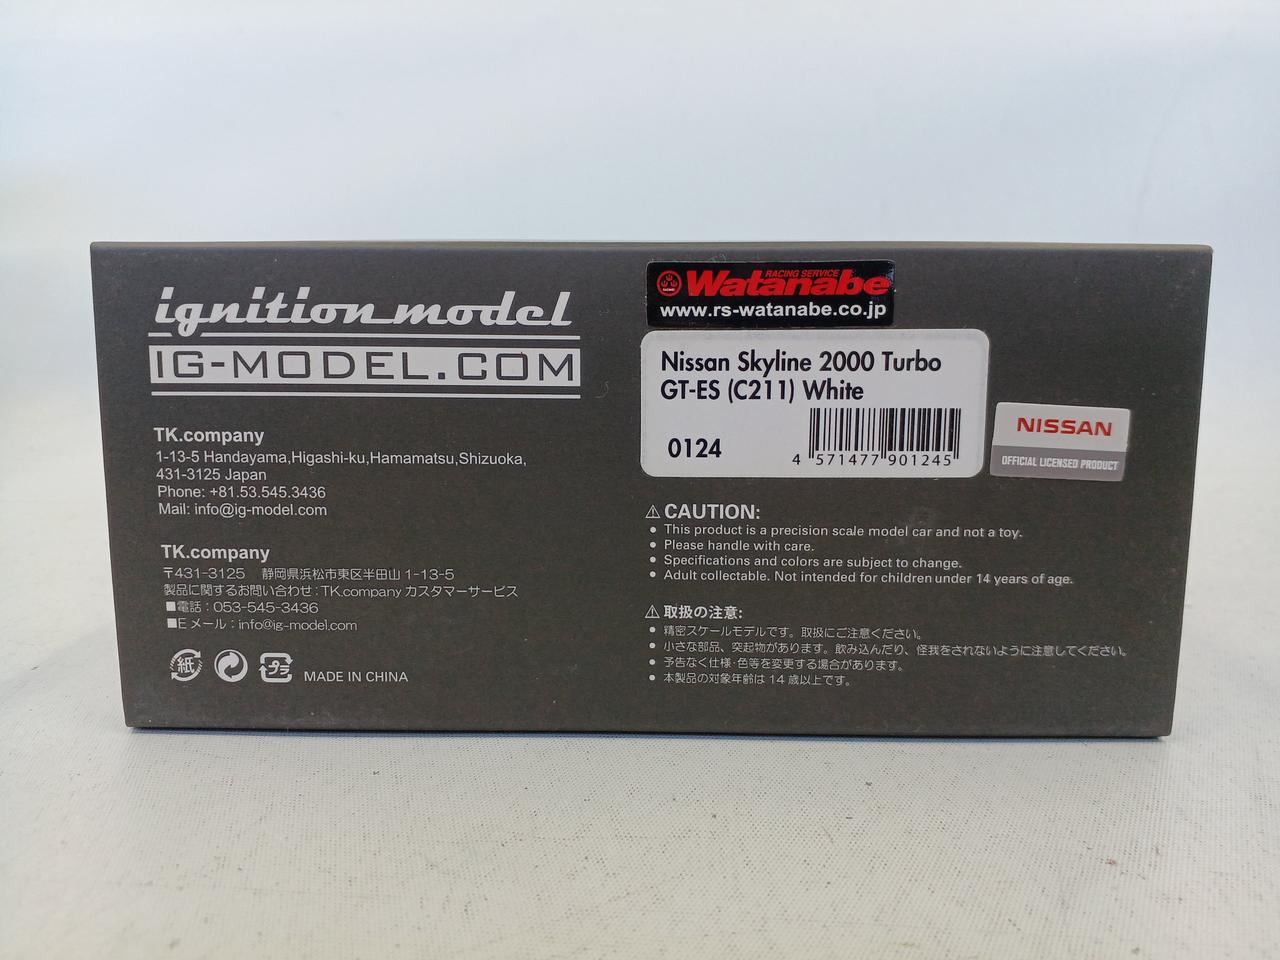 ignition model
IG-MODEL.COM
TK.company
1-13-5 Handayama,Higashi-ku,Hamamatsu,Shizuoka,
431-3125 Japan
Phone: +81.53.545.3436
Mail: info@ig-model.com
TK.company
〒431-3125 静岡県浜松市東区半田山 1-13-5
製品に関するお問い合わせ：TK.company カスタマーサービス
■電話：053-545-3436
■E メール：info@ig-model.com
紙
プラ
MADE IN CHINA
RACING SERVICE
Watanabe
www.rs-watanabe.co.jp
Nissan Skyline 2000 Turbo
GT-ES (C211) White
0124
4 571477 901245
NISSAN
OFFICIAL LICENSED PRODUCT
⚠ CAUTION:
● This product is a precision scale model car and not a toy.
● Please handle with care.
● Specifications and colors are subject to change.
● Adult collectable. Not intended for children under 14 years of age.
⚠ 取扱の注意:
● 精密スケールモデルです。取扱にご注意ください。
● 小さな部品、突起物があります。飲み込んだり、怪我をされないように注意してください。
● 予告なく仕様・色等を変更する場合があります。
● 本製品の対象年齢は 14 歳以上です。